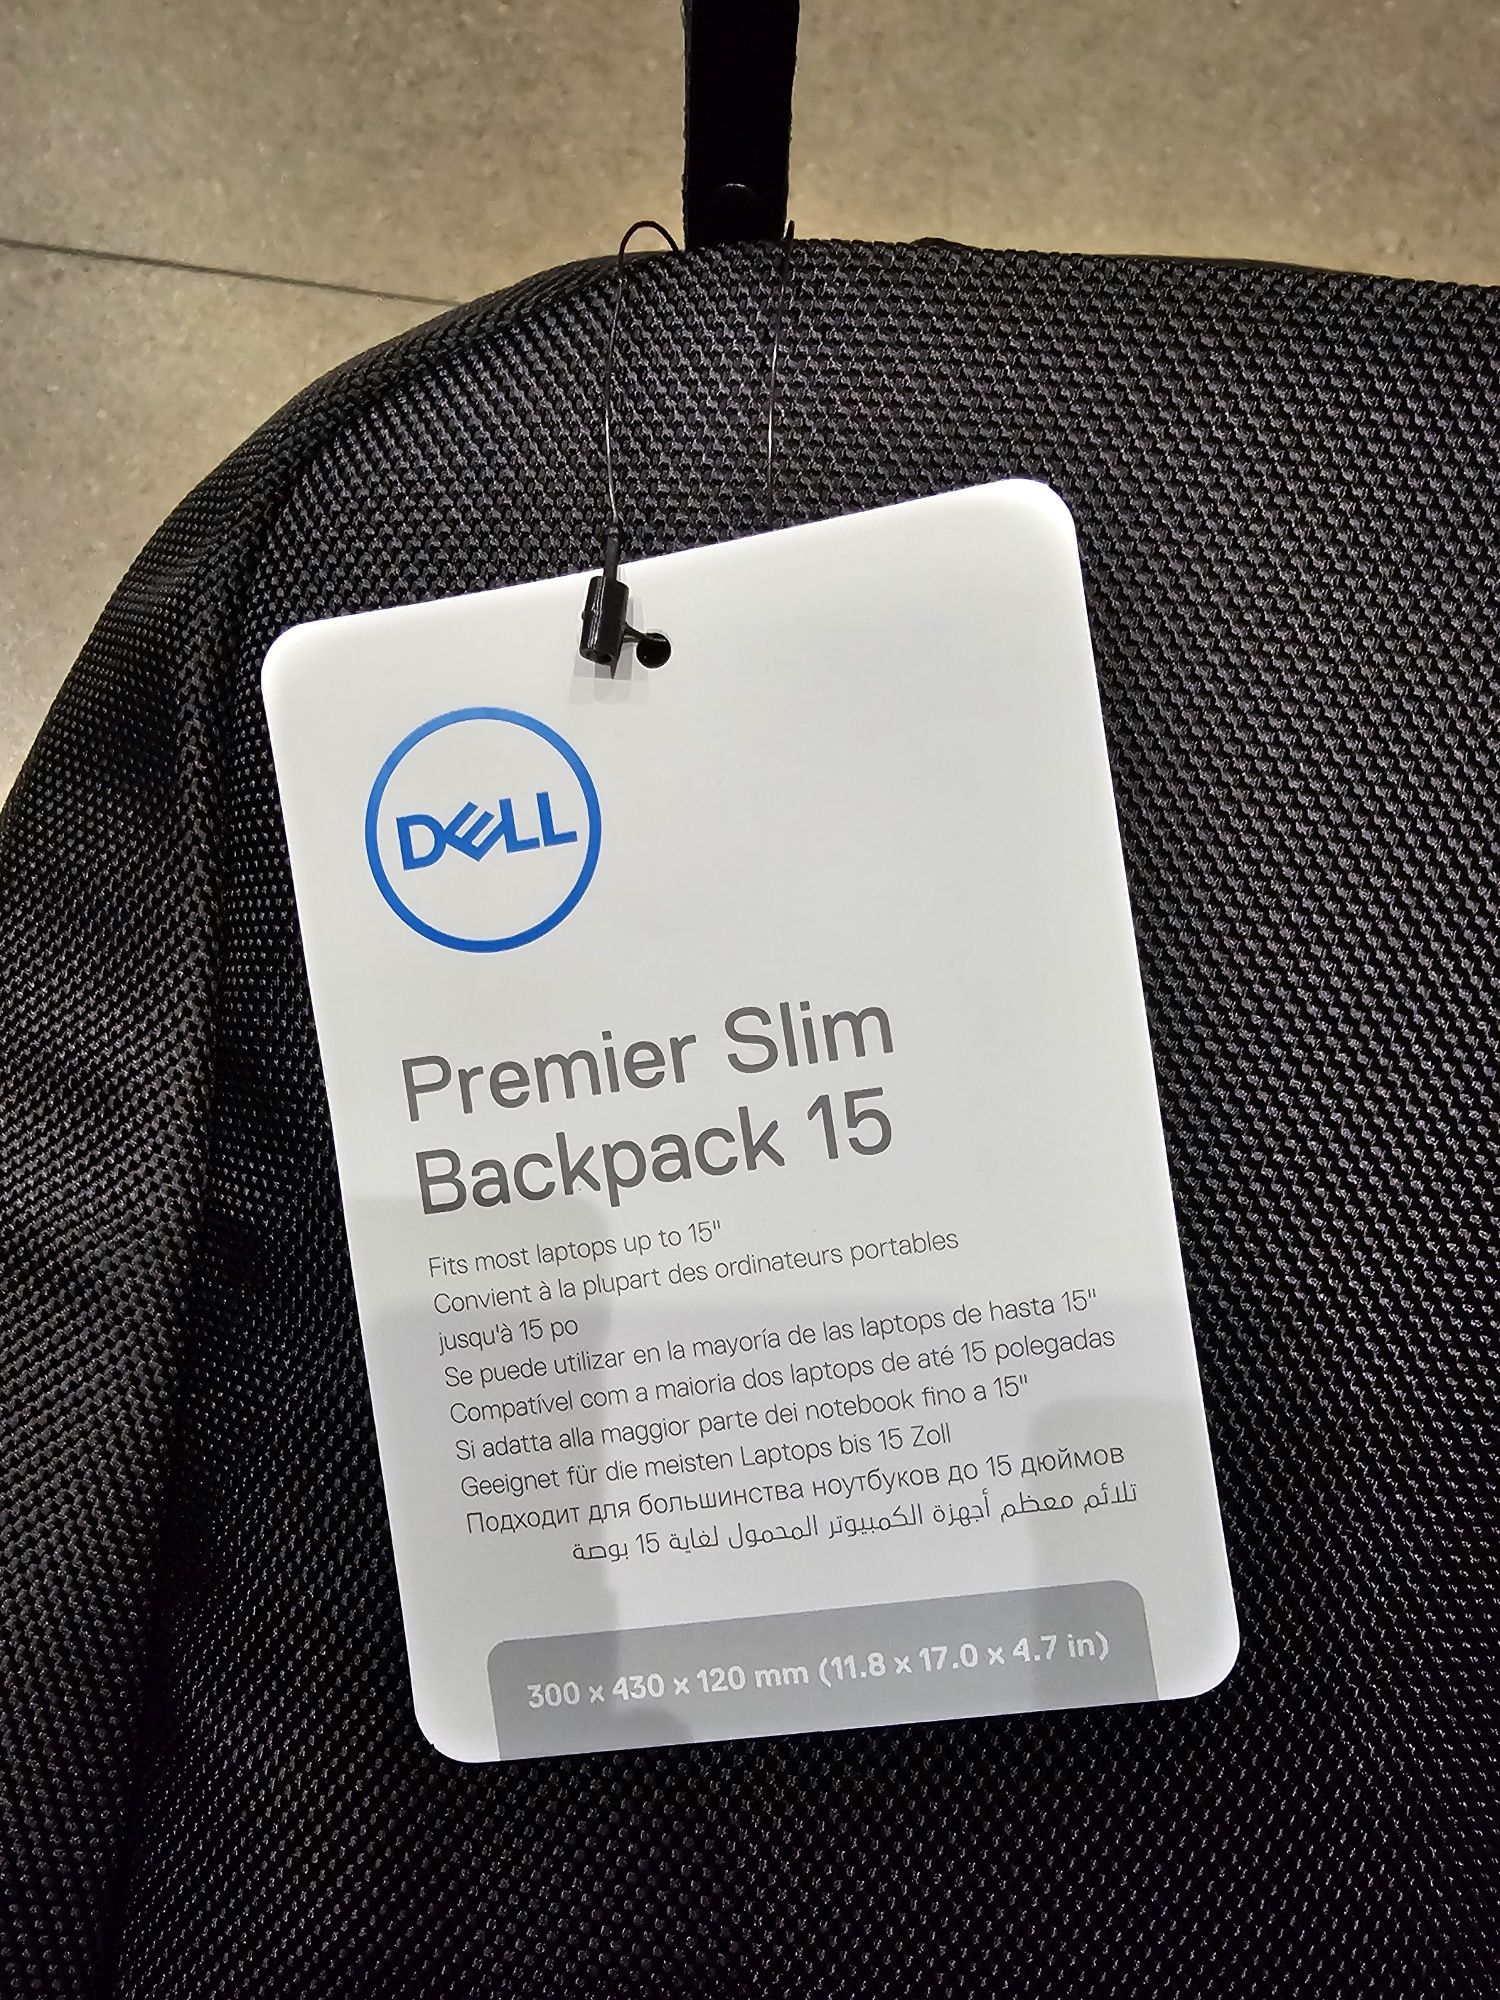 DELL
Premier Slim
Backpack 15
Fits most laptops up to 15"
Convient à la plupart des ordinateurs portables
jusqu'à 15 po
Se puede utilizar en la mayoría de las laptops de hasta 15"
Compatível com a maioria dos laptops de até 15 polegadas
Si adatta alla maggior parte dei notebook fino a 15"
Geeignet für die meisten Laptops bis 15 Zoll
Подходит для большинства ноутбуков до 15 дюймов
تلائم معظم أجهزة الكمبيوتر المحمول لغاية 15 بوصة
300 x 430 x 120 mm (11.8 x 17.0 x 4.7 in)